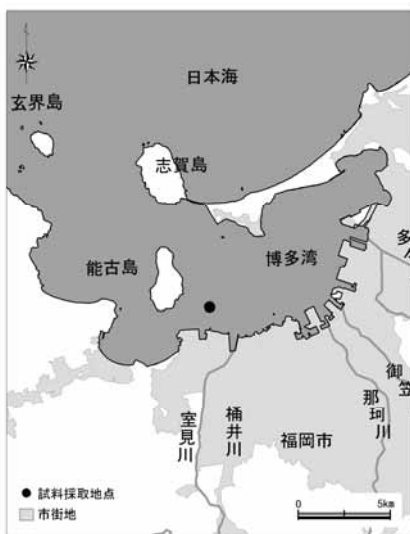 日本海
玄界島
志賀島
能古島
博多湾
多
御笠
那珂川
室見川
樋井川
福岡市
● 試料採取地点
市街地
0 5km